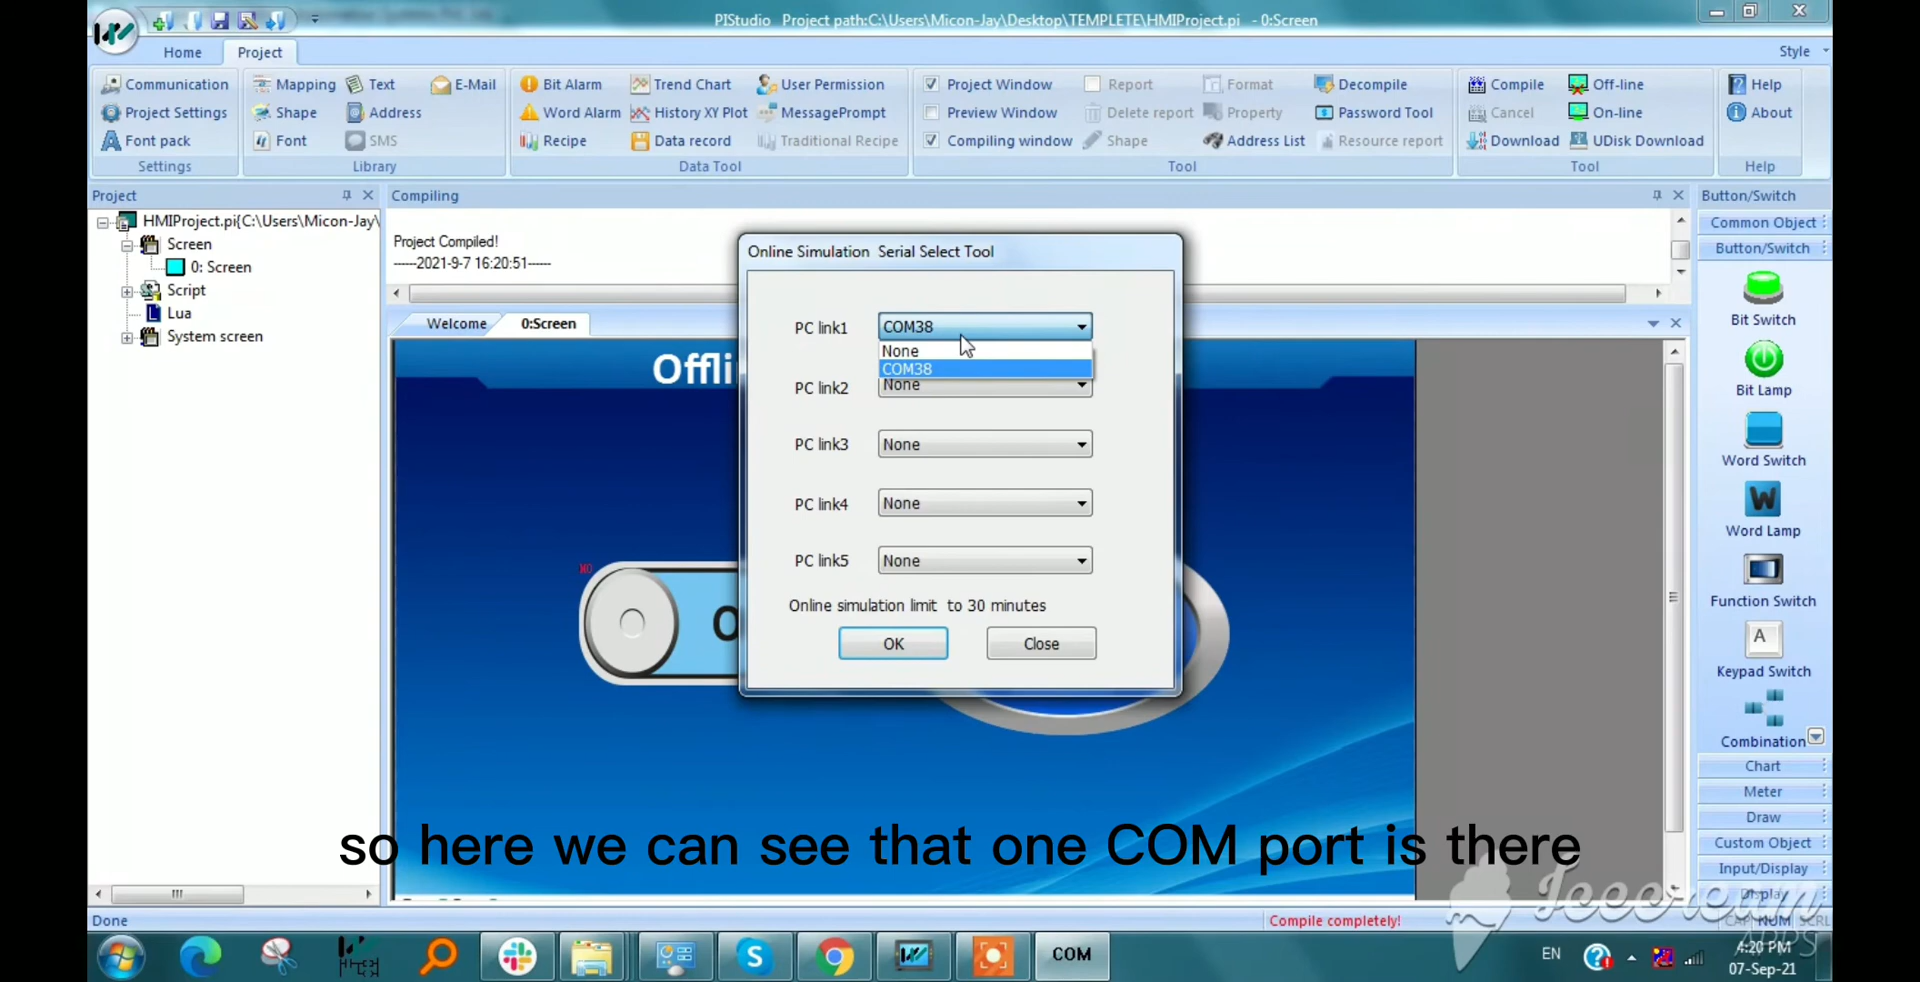 PIStudio Project path:C:\Users\Micon-Jay\Desktop\TEMPLETE\HMIProject.pi - 0:Screen
Home Project Style
Communication Mapping Text E-Mail Bit Alarm Trend Chart User Permission Project Window Report Format Decompile Compile Off-line Help
Project Settings Shape Address Word Alarm History XY Plot MessagePrompt Preview Window Delete report Property Password Tool Cancel On-line About
Font pack Font SMS Recipe Data record Traditional Recipe Compiling window Shape Address List Resource report Download UDisk Download
Settings Library Data Tool Tool Tool Help
Project Compiling Button/Switch
HMIProject.pi{C:\Users\Micon-Jay\
Screen
0: Screen
Script
Lua
System screen
Project Compiled!
------2021-9-7 16:20:51------
Welcome 0:Screen
Offli
Online Simulation Serial Select Tool
PC link1 COM38
None
COM38
PC link2 None
PC link3 None
PC link4 None
PC link5 None
Online simulation limit to 30 minutes
OK Close
Common Object
Button/Switch
Bit Switch
Bit Lamp
Word Switch
W
Word Lamp
Function Switch
A
Keypad Switch
Combination
Chart
Meter
Draw
Custom Object
Input/Display
Display
so here we can see that one COM port is there
Icecream
APPS
Done Compile completely! CAP NUM SCRL
COM EN 4:20 PM
07-Sep-21